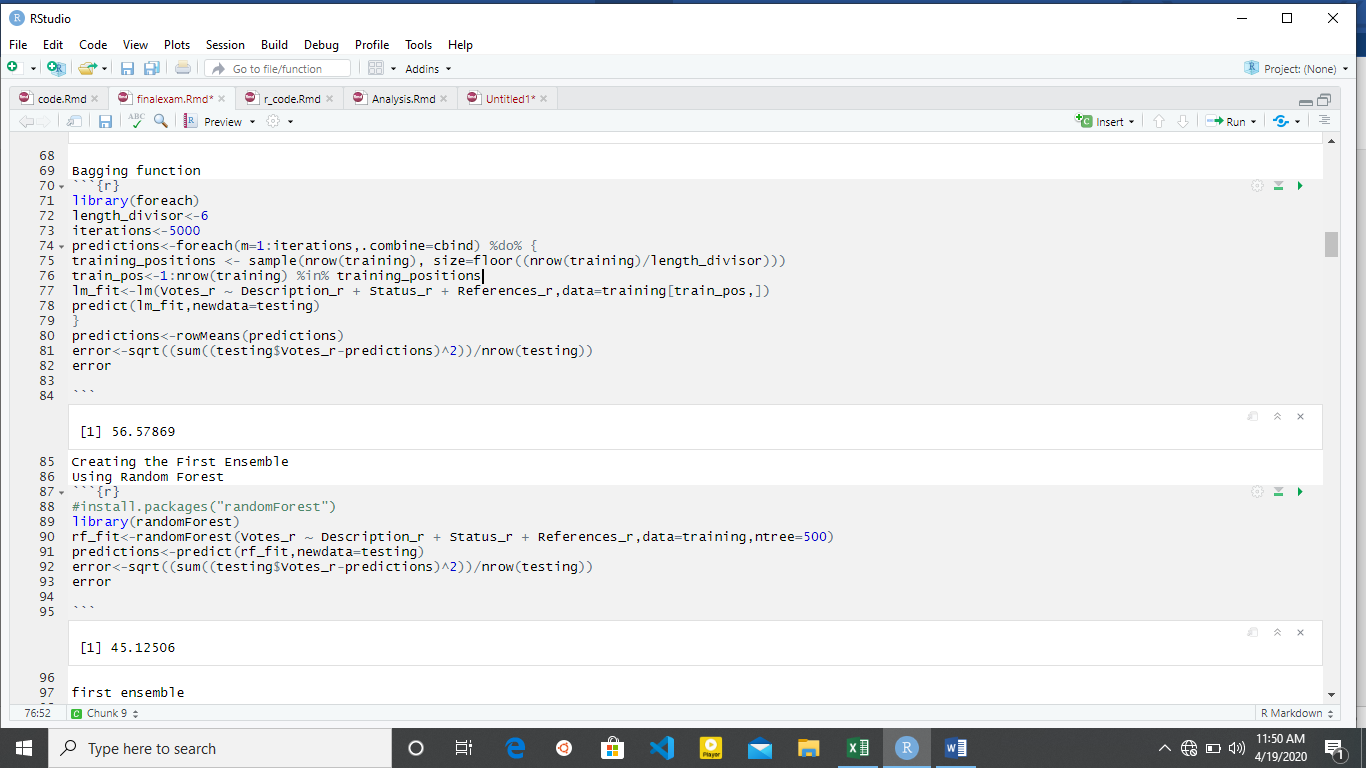 RStudio
File Edit Code View Plots Session Build Debug Profile Tools Help
Go to file/function Addins Project: (None)
code.Rmd finalexam.Rmd* r_code.Rmd Analysis.Rmd Untitled1*
ABC Preview Insert Run
68
69 Bagging function
70 ```{r}
71 library(foreach)
72 length_divisor<-6
73 iterations<-5000
74 predictions<-foreach(m=1:iterations,.combine=cbind) %do% {
75 training_positions <- sample(nrow(training), size=floor((nrow(training)/length_divisor)))
76 train_pos<-1:nrow(training) %in% training_positions
77 lm_fit<-lm(Votes_r ~ Description_r + Status_r + References_r,data=training[train_pos,])
78 predict(lm_fit,newdata=testing)
79 }
80 predictions<-rowMeans(predictions)
81 error<-sqrt((sum((testing$Votes_r-predictions)^2))/nrow(testing))
82 error
83
84 ```
[1] 56.57869
85 Creating the First Ensemble
86 Using Random Forest
87 ```{r}
88 #install.packages("randomForest")
89 library(randomForest)
90 rf_fit<-randomForest(Votes_r ~ Description_r + Status_r + References_r,data=training,ntree=500)
91 predictions<-predict(rf_fit,newdata=testing)
92 error<-sqrt((sum((testing$Votes_r-predictions)^2))/nrow(testing))
93 error
94
95 ```
[1] 45.12506
96
97 first ensemble
76:52 C Chunk 9 R Markdown
Type here to search
Player
11:50 AM
4/19/2020
1